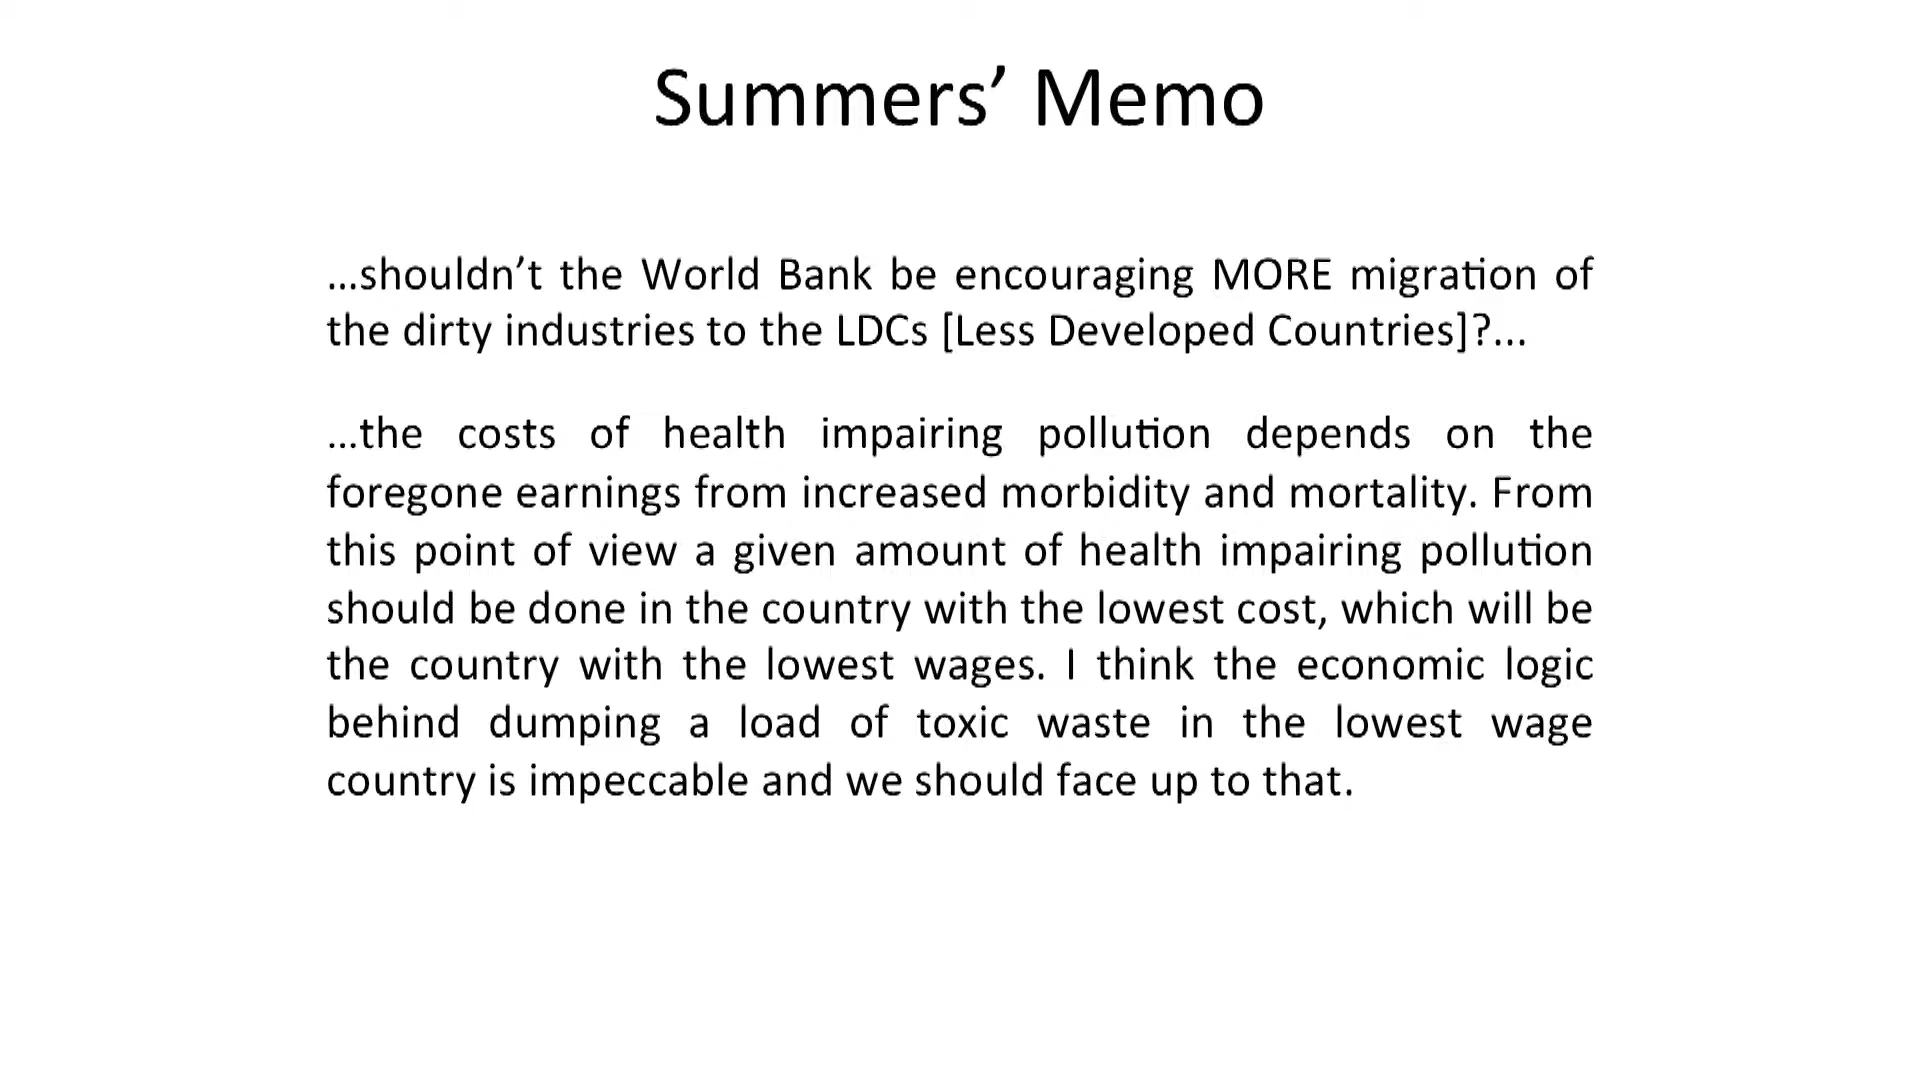 Summers’ Memo
...shouldn’t the World Bank be encouraging MORE migration of
the dirty industries to the LDCs [Less Developed Countries]?...
...the costs of health impairing pollution depends on the
foregone earnings from increased morbidity and mortality. From
this point of view a given amount of health impairing pollution
should be done in the country with the lowest cost, which will be
the country with the lowest wages. I think the economic logic
behind dumping a load of toxic waste in the lowest wage
country is impeccable and we should face up to that.